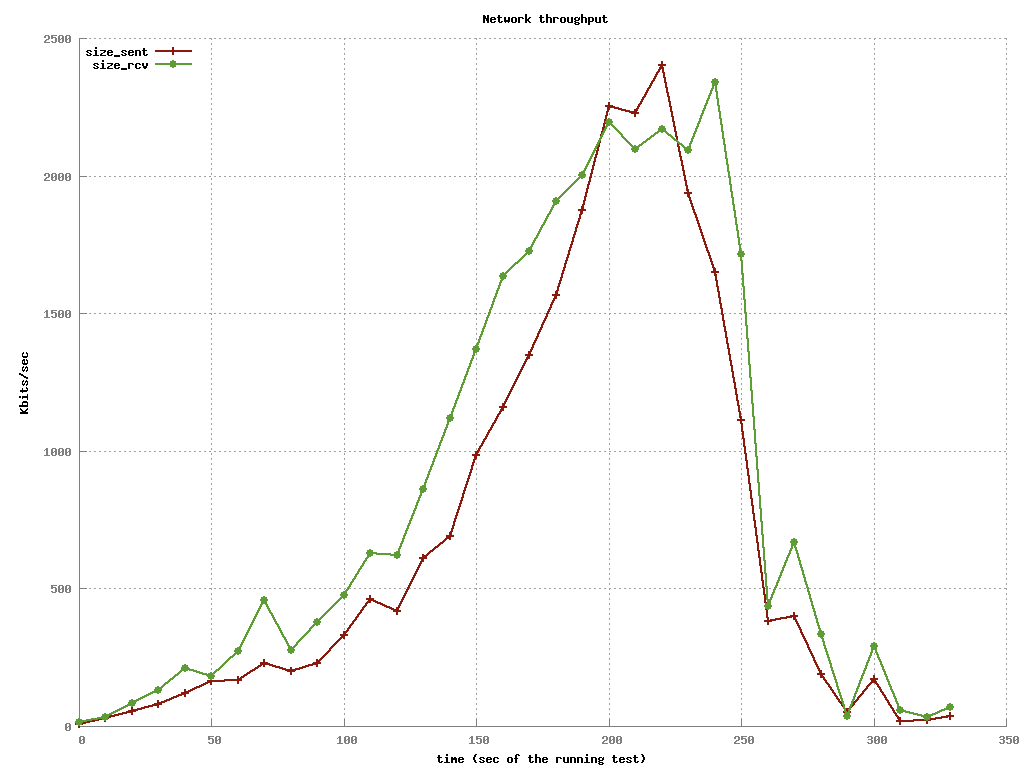 Network throughput
2500
size_sent
size_rcv
2000
1500
Kbits/sec
1000
500
0
0 50 100 150 200 250 300 350
time (sec of the running test)